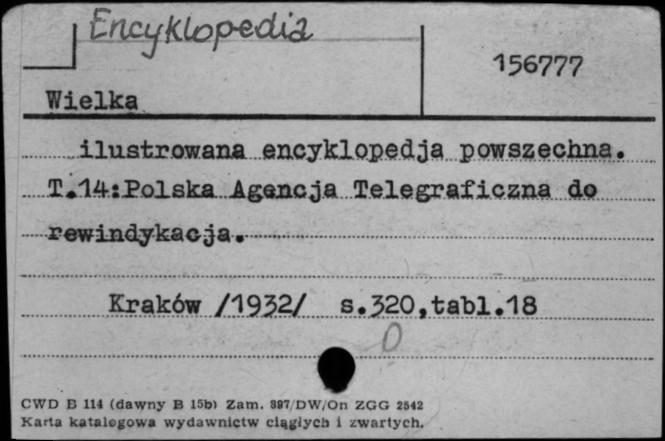 Encyklopedia
156777
Wielka
ilustrowana encyklopedja powszechna.
T.14:Polska Agencja Telegraficzna do
rewindykacja.
Kraków /1932/ s.320,tabl.18
0
CWD B 114 (dawny B 15b) Zam. 397/DW/On ZGG 2542
Karta katalogowa wydawnictw ciągłych i zwartych.